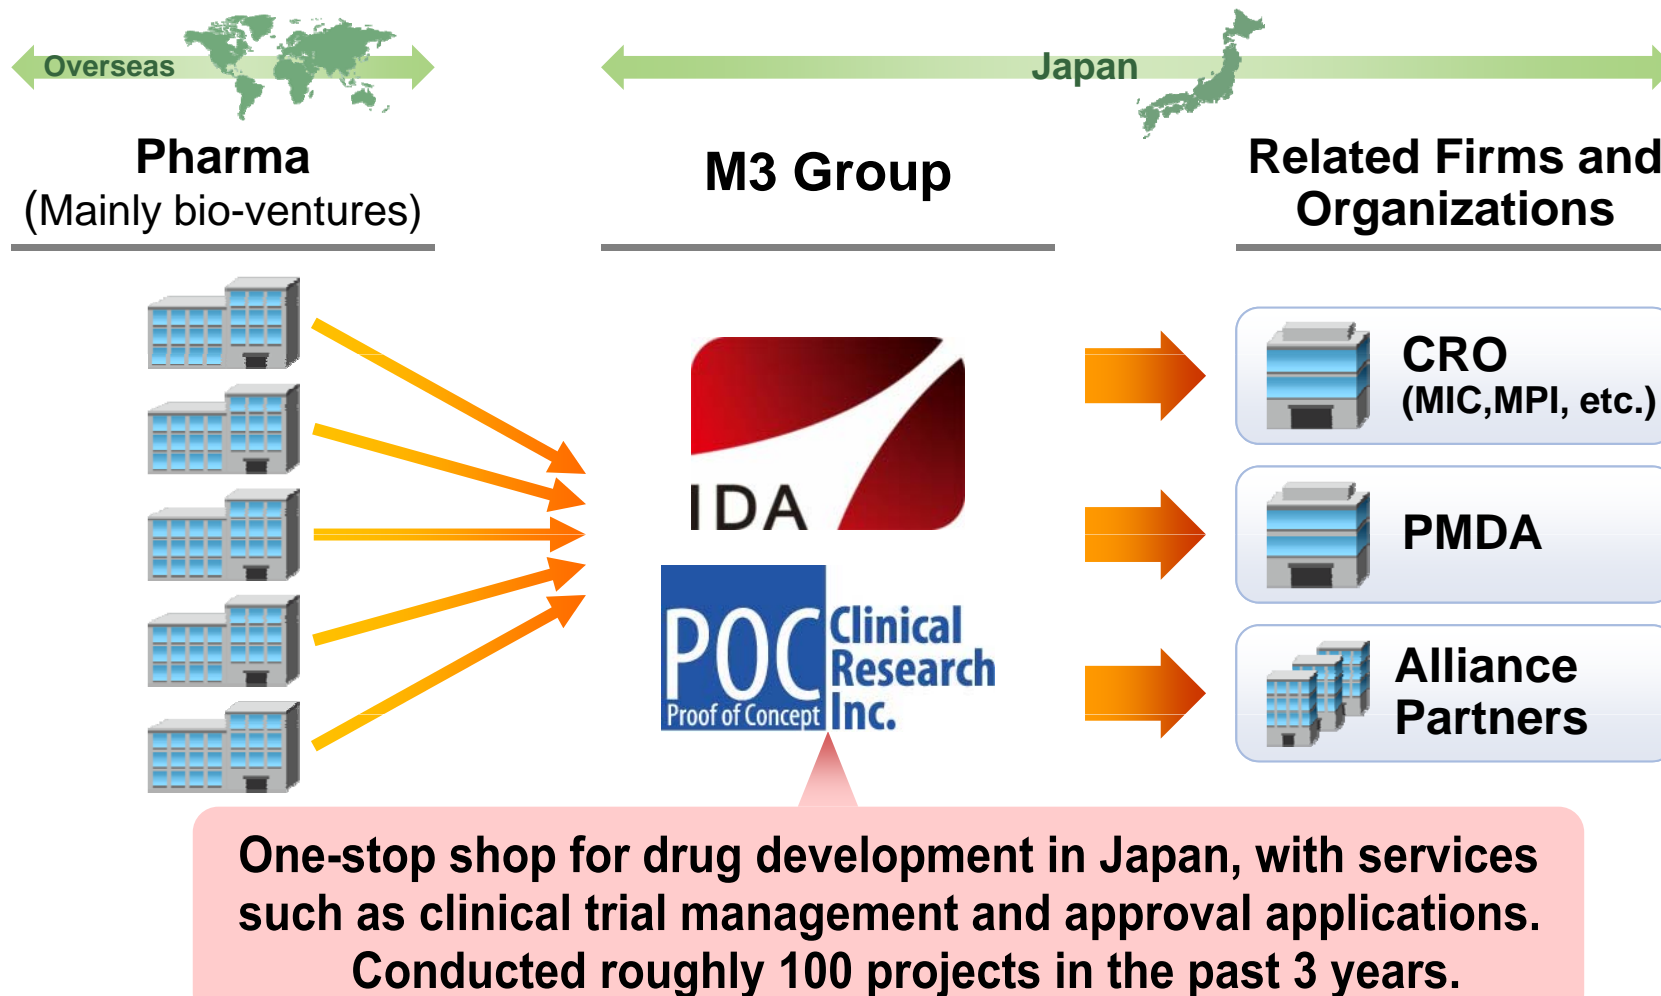 Overseas
Japan
Pharma
(Mainly bio-ventures)
M3 Group
Related Firms and
Organizations
IDA
POC
Proof of Concept
Clinical
Research
Inc.
CRO
(MIC,MPI, etc.)
PMDA
Alliance
Partners
One-stop shop for drug development in Japan, with services
such as clinical trial management and approval applications.
Conducted roughly 100 projects in the past 3 years.